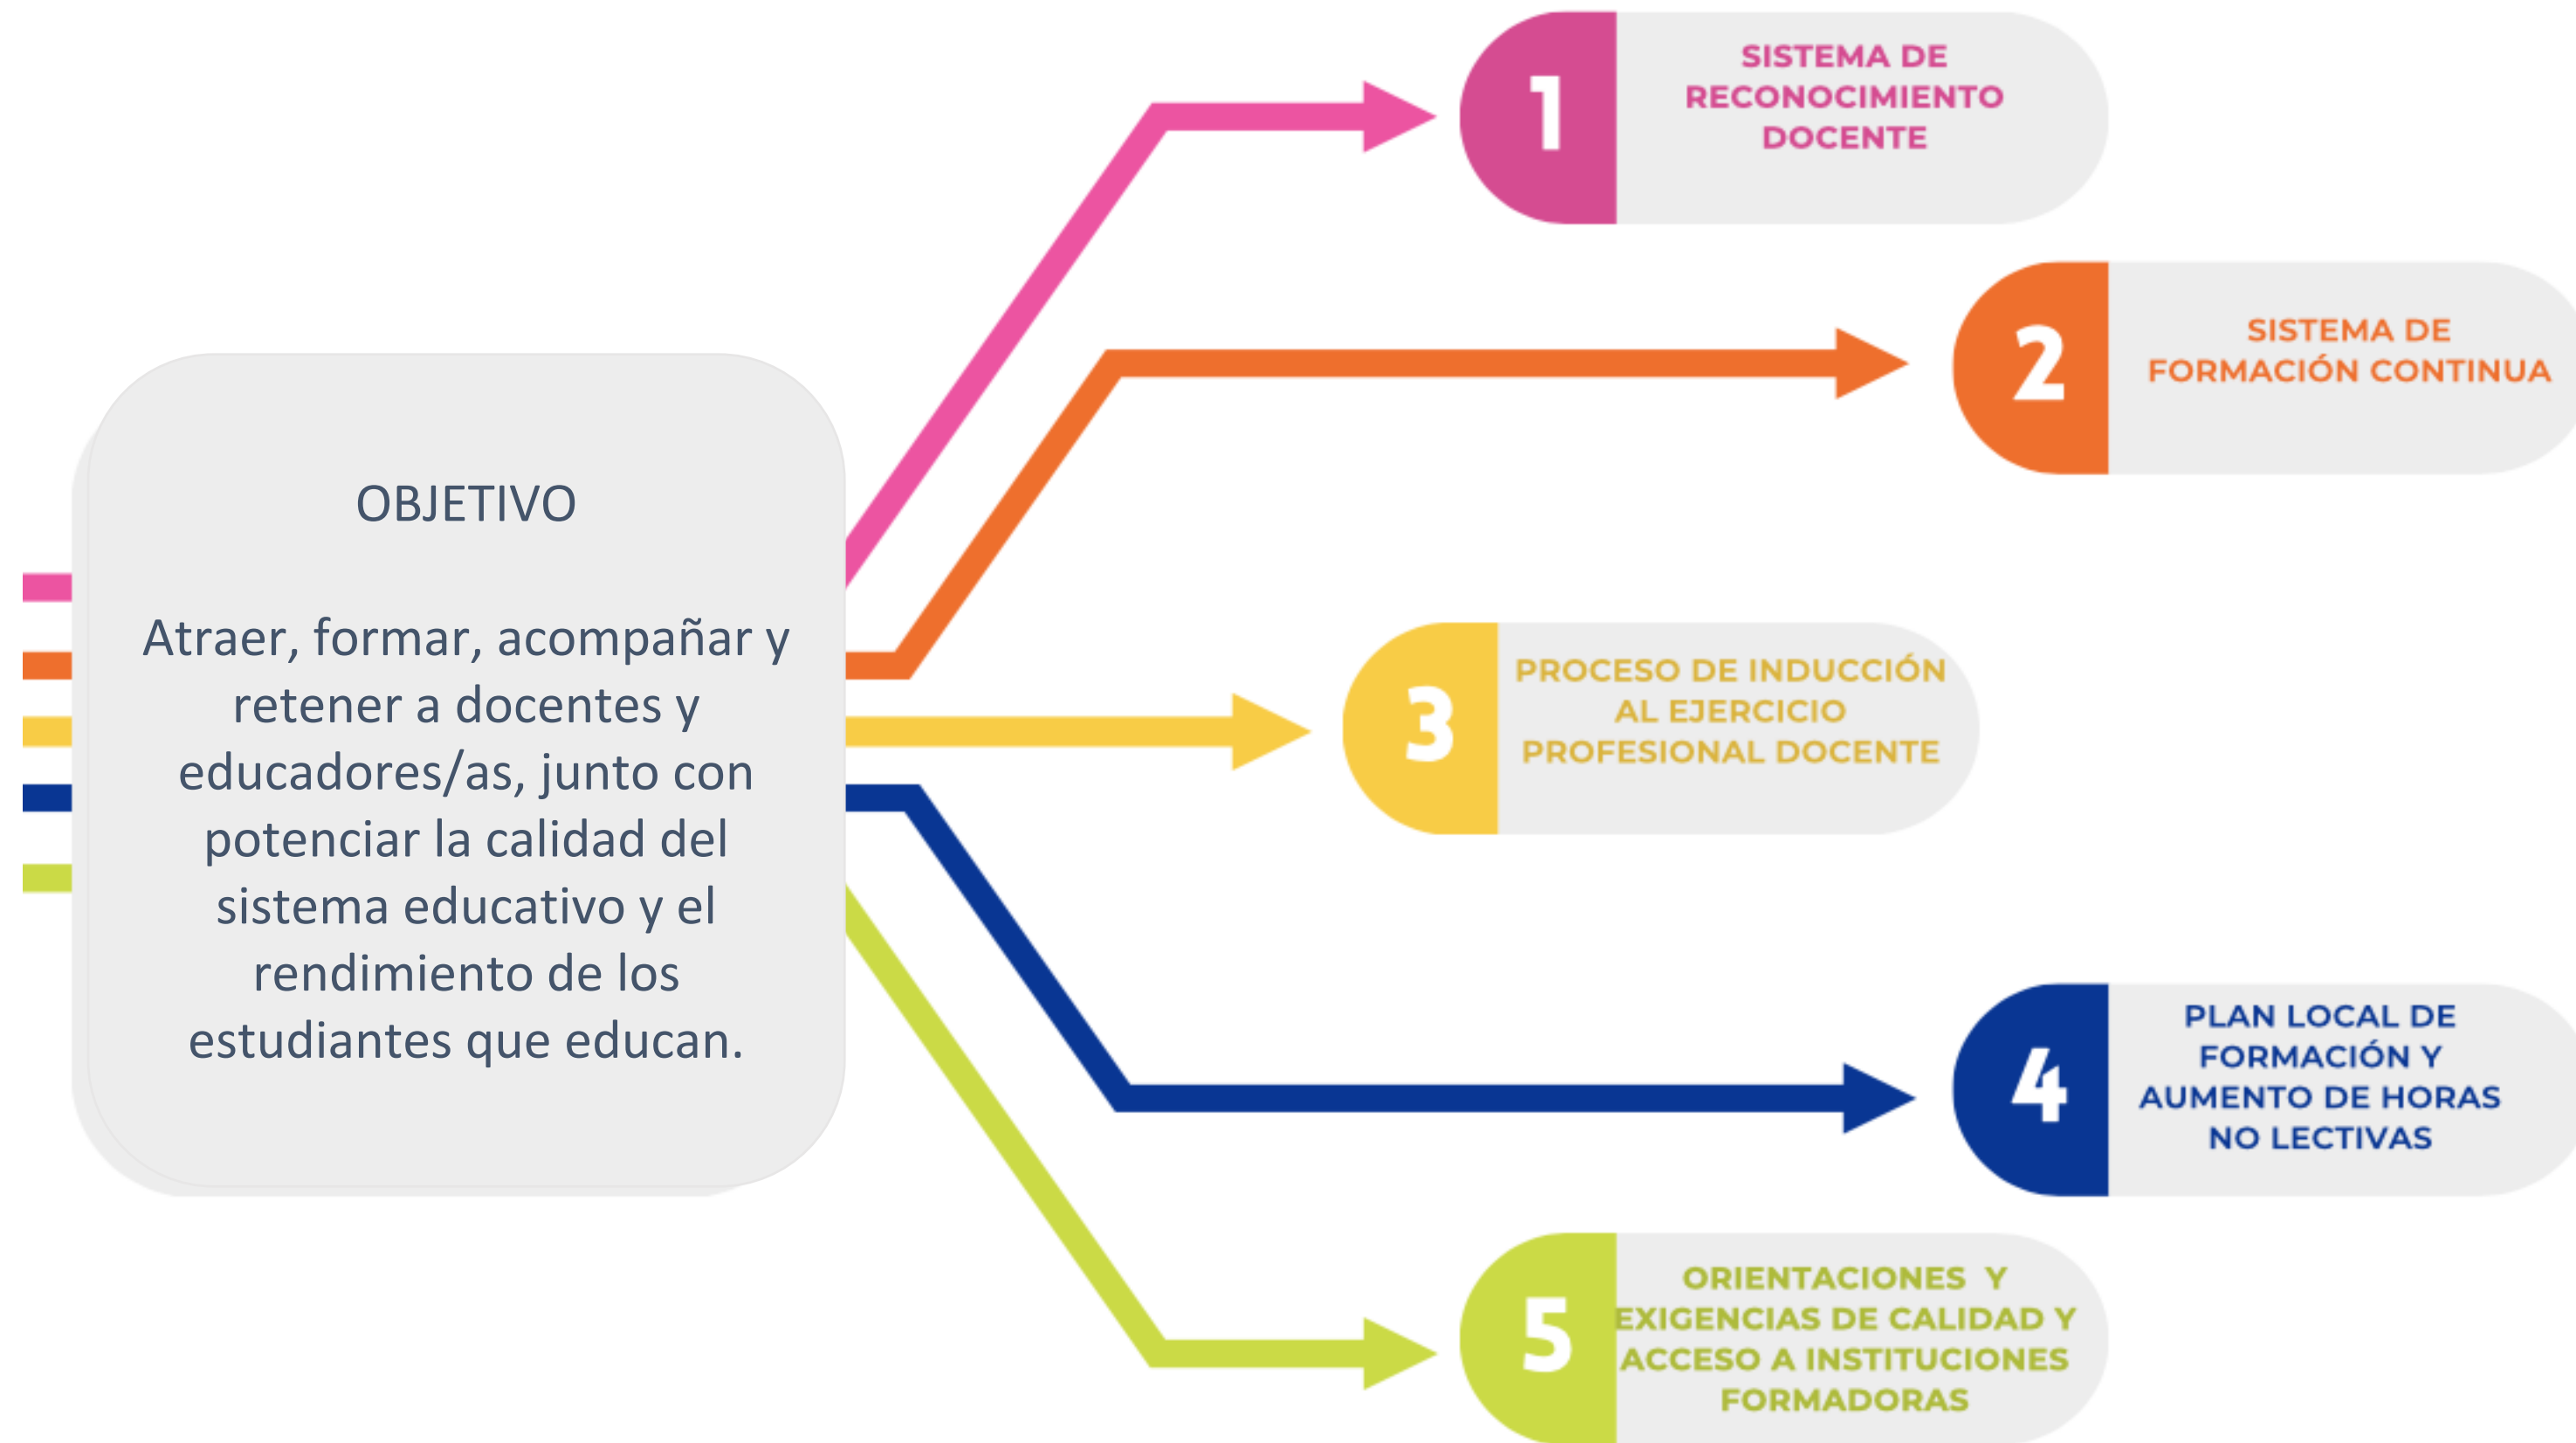 OBJETIVO
Atraer, formar, acompañar y
retener a docentes y
educadores/as, junto con
potenciar la calidad del
sistema educativo y el
rendimiento de los
estudiantes que educan.
1
SISTEMA DE
RECONOCIMIENTO
DOCENTE
2
SISTEMA DE
FORMACIÓN CONTINUA
3
PROCESO DE INDUCCIÓN
AL EJERCICIO
PROFESIONAL DOCENTE
4
PLAN LOCAL DE
FORMACIÓN Y
AUMENTO DE HORAS
NO LECTIVAS
5
ORIENTACIONES Y
EXIGENCIAS DE CALIDAD Y
ACCESO A INSTITUCIONES
FORMADORAS